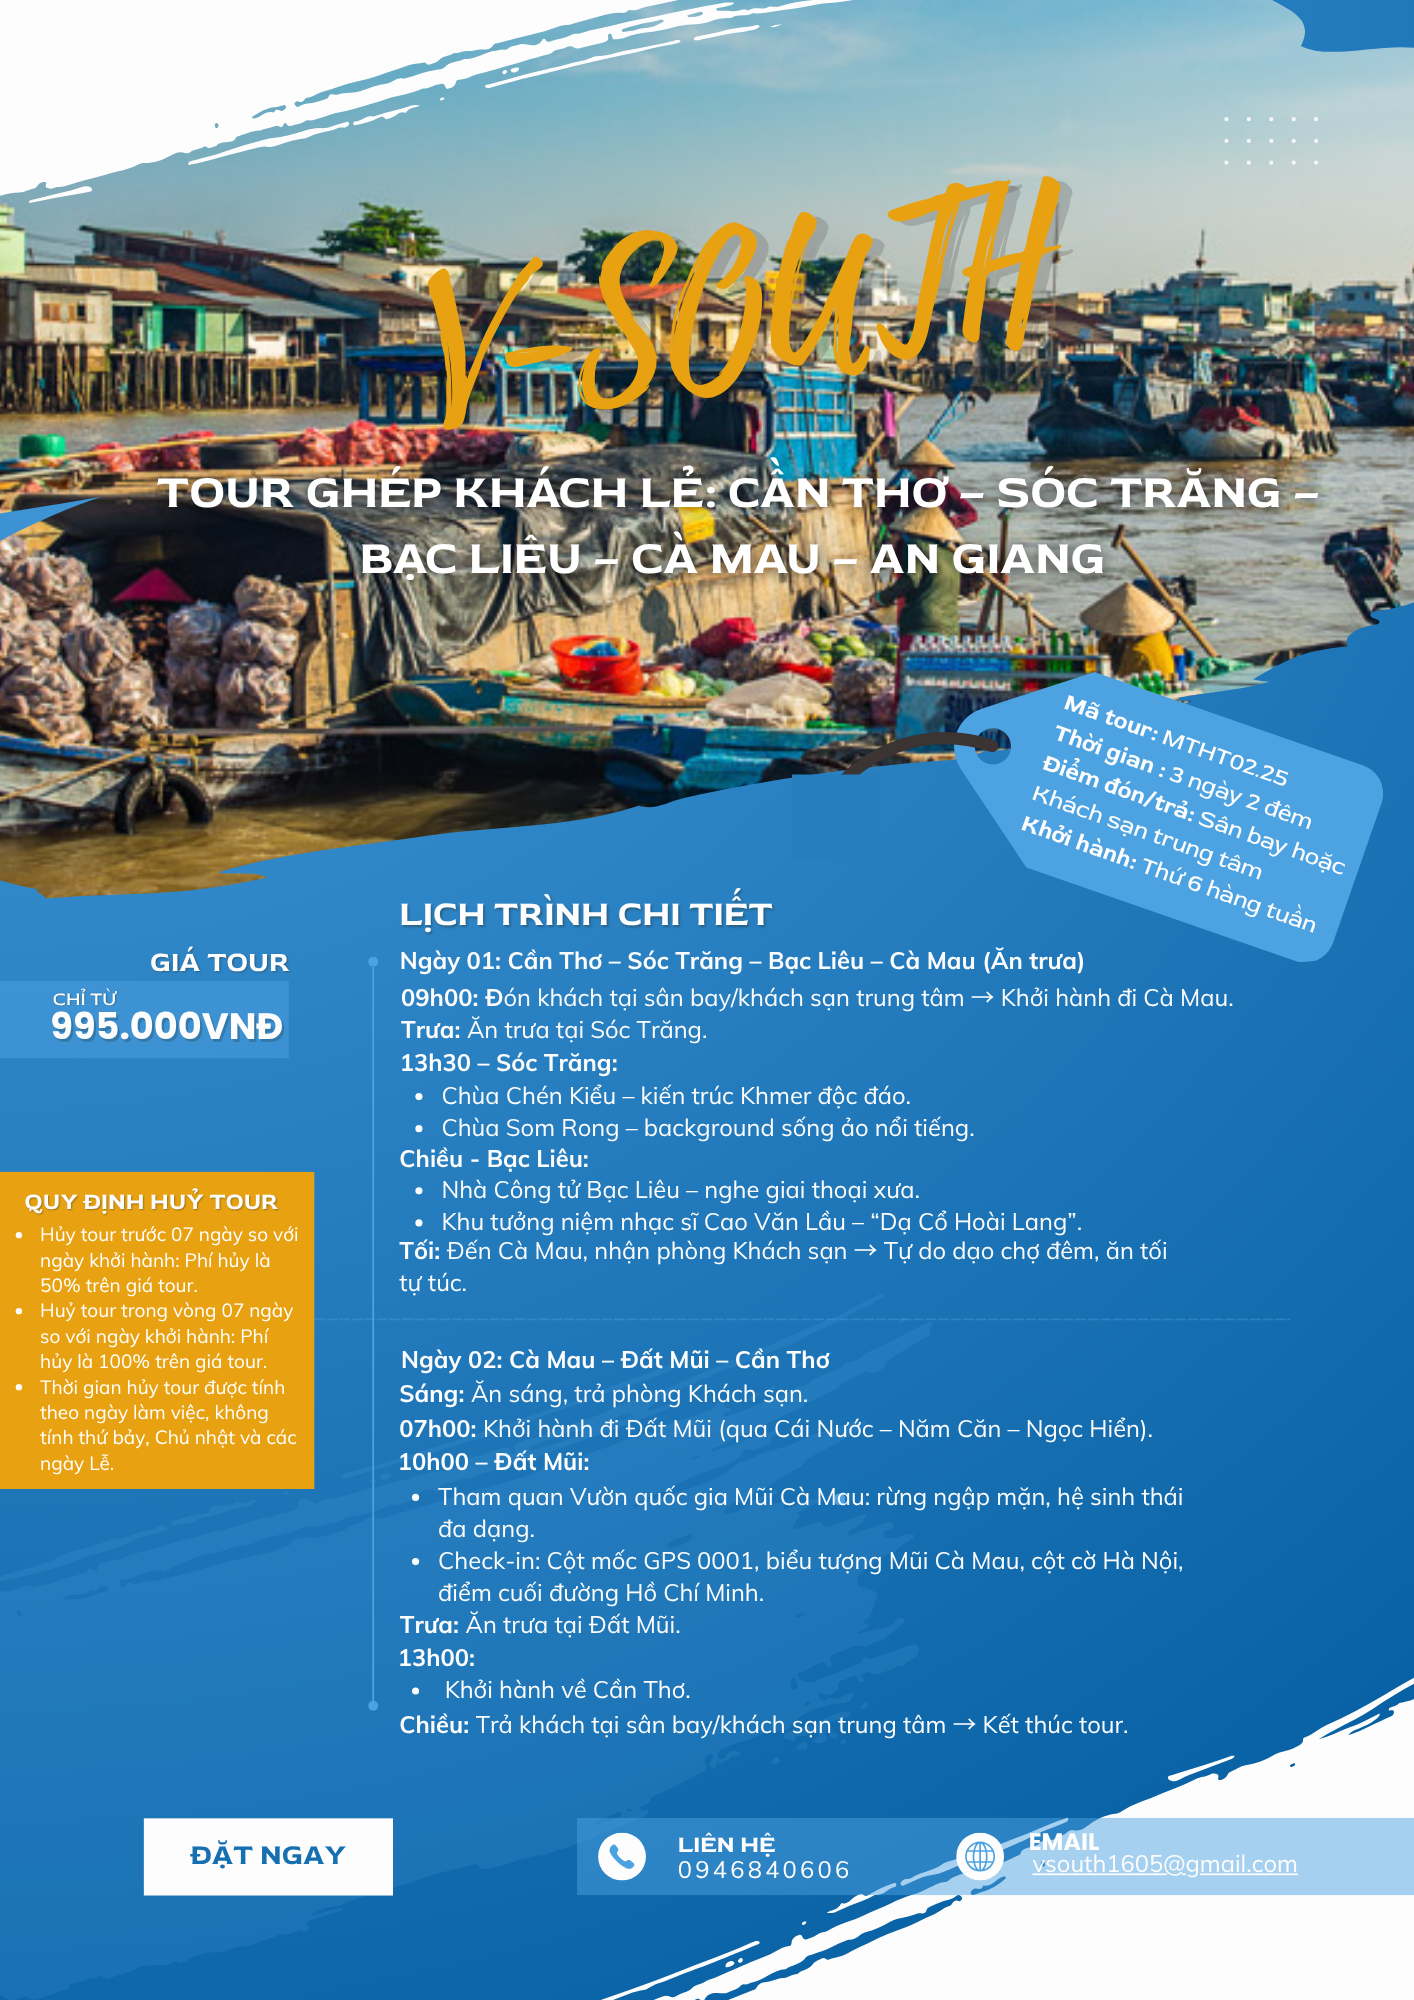 V-SOUTH
TOUR GHÉP KHÁCH LẺ: CẦN THƠ – SÓC TRĂNG –
BẠC LIÊU – CÀ MAU – AN GIANG
Mã tour: MTHT02.25
Thời gian : 3 ngày 2 đêm
Điểm đón/trả: Sân bay hoặc
Khách sạn trung tâm
Khởi hành: Thứ 6 hàng tuần
GIÁ TOUR
CHỈ TỪ
995.000VNĐ
QUY ĐỊNH HUỶ TOUR
• Hủy tour trước 07 ngày so với
ngày khởi hành: Phí hủy là
50% trên giá tour.
• Huỷ tour trong vòng 07 ngày
so với ngày khởi hành: Phí
hủy là 100% trên giá tour.
• Thời gian hủy tour được tính
theo ngày làm việc, không
tính thứ bảy, Chủ nhật và các
ngày Lễ.
LỊCH TRÌNH CHI TIẾT
Ngày 01: Cần Thơ – Sóc Trăng – Bạc Liêu – Cà Mau (Ăn trưa)
09h00: Đón khách tại sân bay/khách sạn trung tâm → Khởi hành đi Cà Mau.
Trưa: Ăn trưa tại Sóc Trăng.
13h30 – Sóc Trăng:
• Chùa Chén Kiểu – kiến trúc Khmer độc đáo.
• Chùa Som Rong – background sống ảo nổi tiếng.
Chiều - Bạc Liêu:
• Nhà Công tử Bạc Liêu – nghe giai thoại xưa.
• Khu tưởng niệm nhạc sĩ Cao Văn Lầu – “Dạ Cổ Hoài Lang”.
Tối: Đến Cà Mau, nhận phòng Khách sạn → Tự do dạo chợ đêm, ăn tối
tự túc.
Ngày 02: Cà Mau – Đất Mũi – Cần Thơ
Sáng: Ăn sáng, trả phòng Khách sạn.
07h00: Khởi hành đi Đất Mũi (qua Cái Nước – Năm Căn – Ngọc Hiển).
10h00 – Đất Mũi:
• Tham quan Vườn quốc gia Mũi Cà Mau: rừng ngập mặn, hệ sinh thái
đa dạng.
• Check-in: Cột mốc GPS 0001, biểu tượng Mũi Cà Mau, cột cờ Hà Nội,
điểm cuối đường Hồ Chí Minh.
Trưa: Ăn trưa tại Đất Mũi.
13h00:
• Khởi hành về Cần Thơ.
Chiều: Trả khách tại sân bay/khách sạn trung tâm → Kết thúc tour.
ĐẶT NGAY
LIÊN HỆ
0946840606
EMAIL
vsouth1605@gmail.com